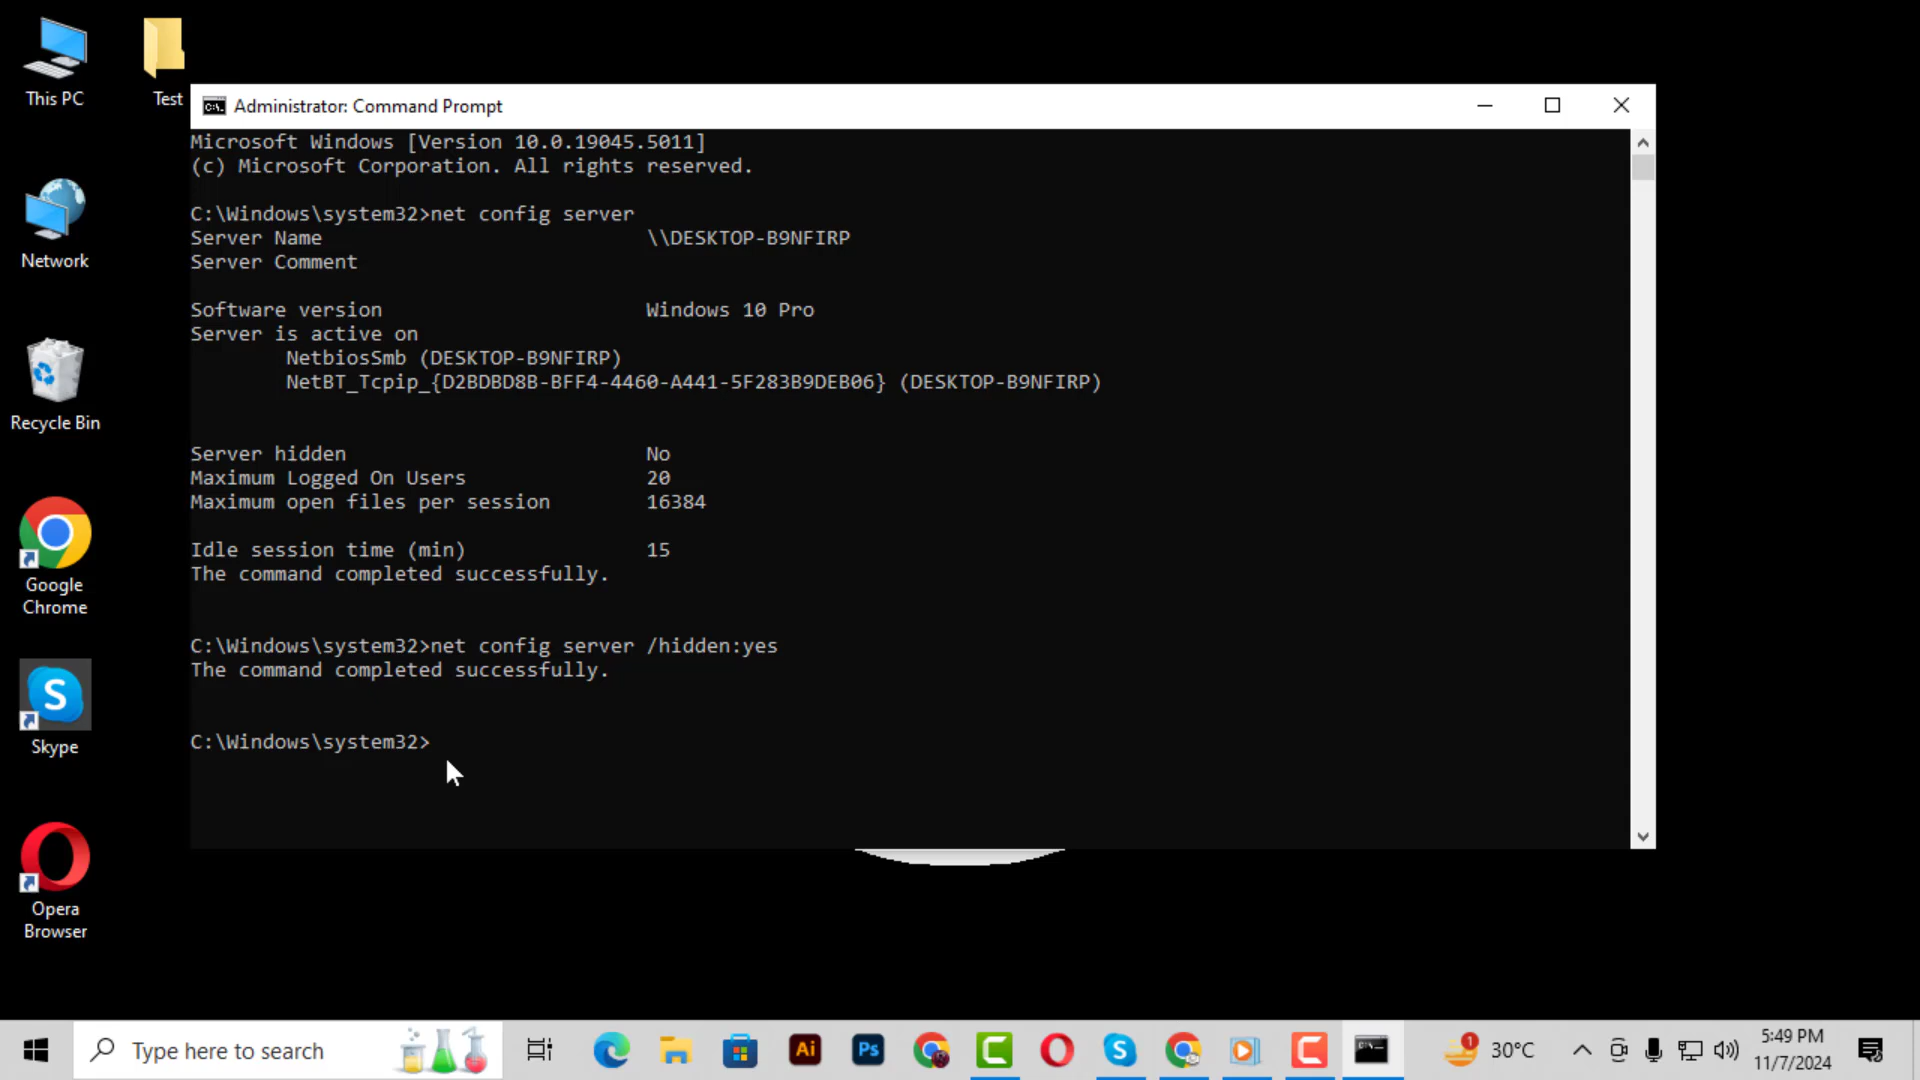 This PC
Test
Network
Recycle Bin
Google
Chrome
Skype
Opera
Browser
Administrator: Command Prompt
Microsoft Windows [Version 10.0.19045.5011]
(c) Microsoft Corporation. All rights reserved.
C:\Windows\system32>net config server
Server Name \\DESKTOP-B9NFIRP
Server Comment
Software version Windows 10 Pro
Server is active on
NetbiosSmb (DESKTOP-B9NFIRP)
NetBT_Tcpip_{D2BDBD8B-BFF4-4460-A441-5F283B9DEB06} (DESKTOP-B9NFIRP)
Server hidden No
Maximum Logged On Users 20
Maximum open files per session 16384
Idle session time (min) 15
The command completed successfully.
C:\Windows\system32>net config server /hidden:yes
The command completed successfully.
C:\Windows\system32>
Type here to search
Ai
Ps
1
30°C
5:49 PM
11/7/2024